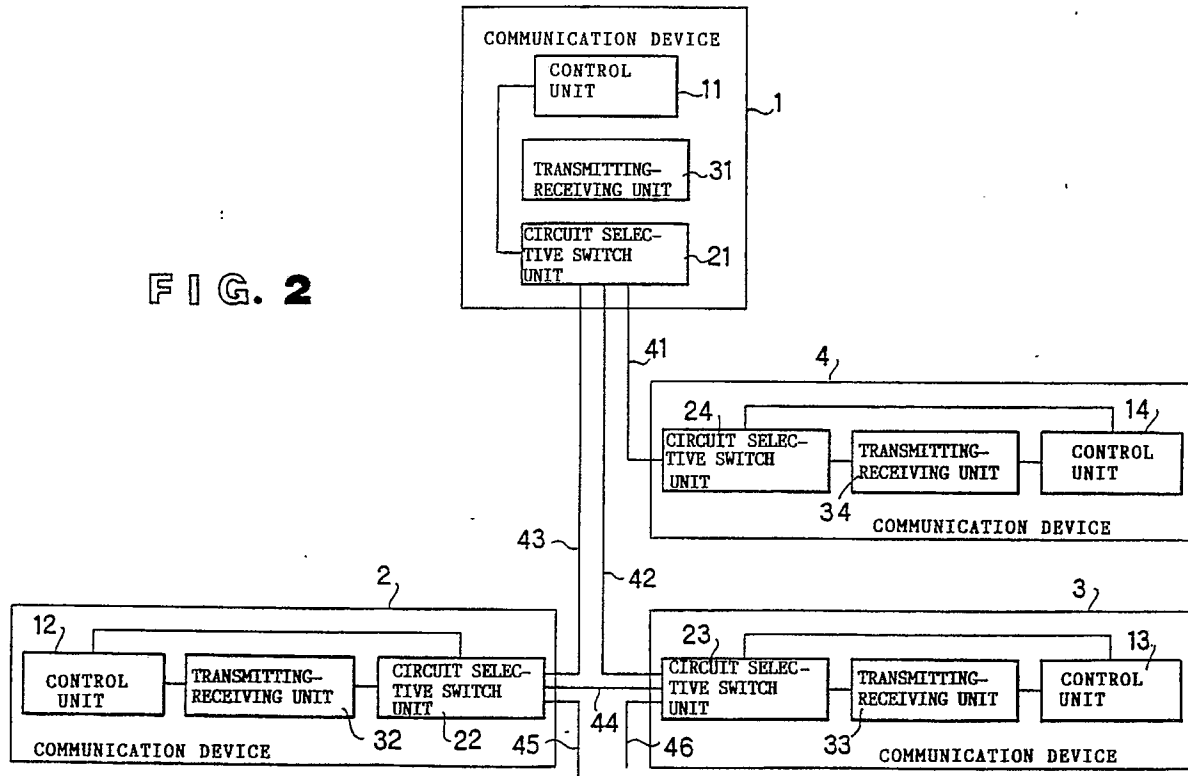 COMMUNICATION DEVICE
CONTROL
UNIT
11
1
TRANSMITTING-
RECEIVING UNIT
31
CIRCUIT SELEC-
TIVE SWITCH
UNIT
21
FIG. 2
41
4
24
14
CIRCUIT SELEC-
TIVE SWITCH
UNIT
TRANSMITTING-
RECEIVING UNIT
CONTROL
UNIT
34
COMMUNICATION DEVICE
43
42
2
3
12
23
13
CONTROL
UNIT
TRANSMITTING-
RECEIVING UNIT
CIRCUIT SELEC-
TIVE SWITCH
UNIT
CIRCUIT SELEC-
TIVE SWITCH
UNIT
TRANSMITTING-
RECEIVING UNIT
CONTROL
UNIT
32
22
44
33
COMMUNICATION DEVICE
45
46
COMMUNICATION DEVICE